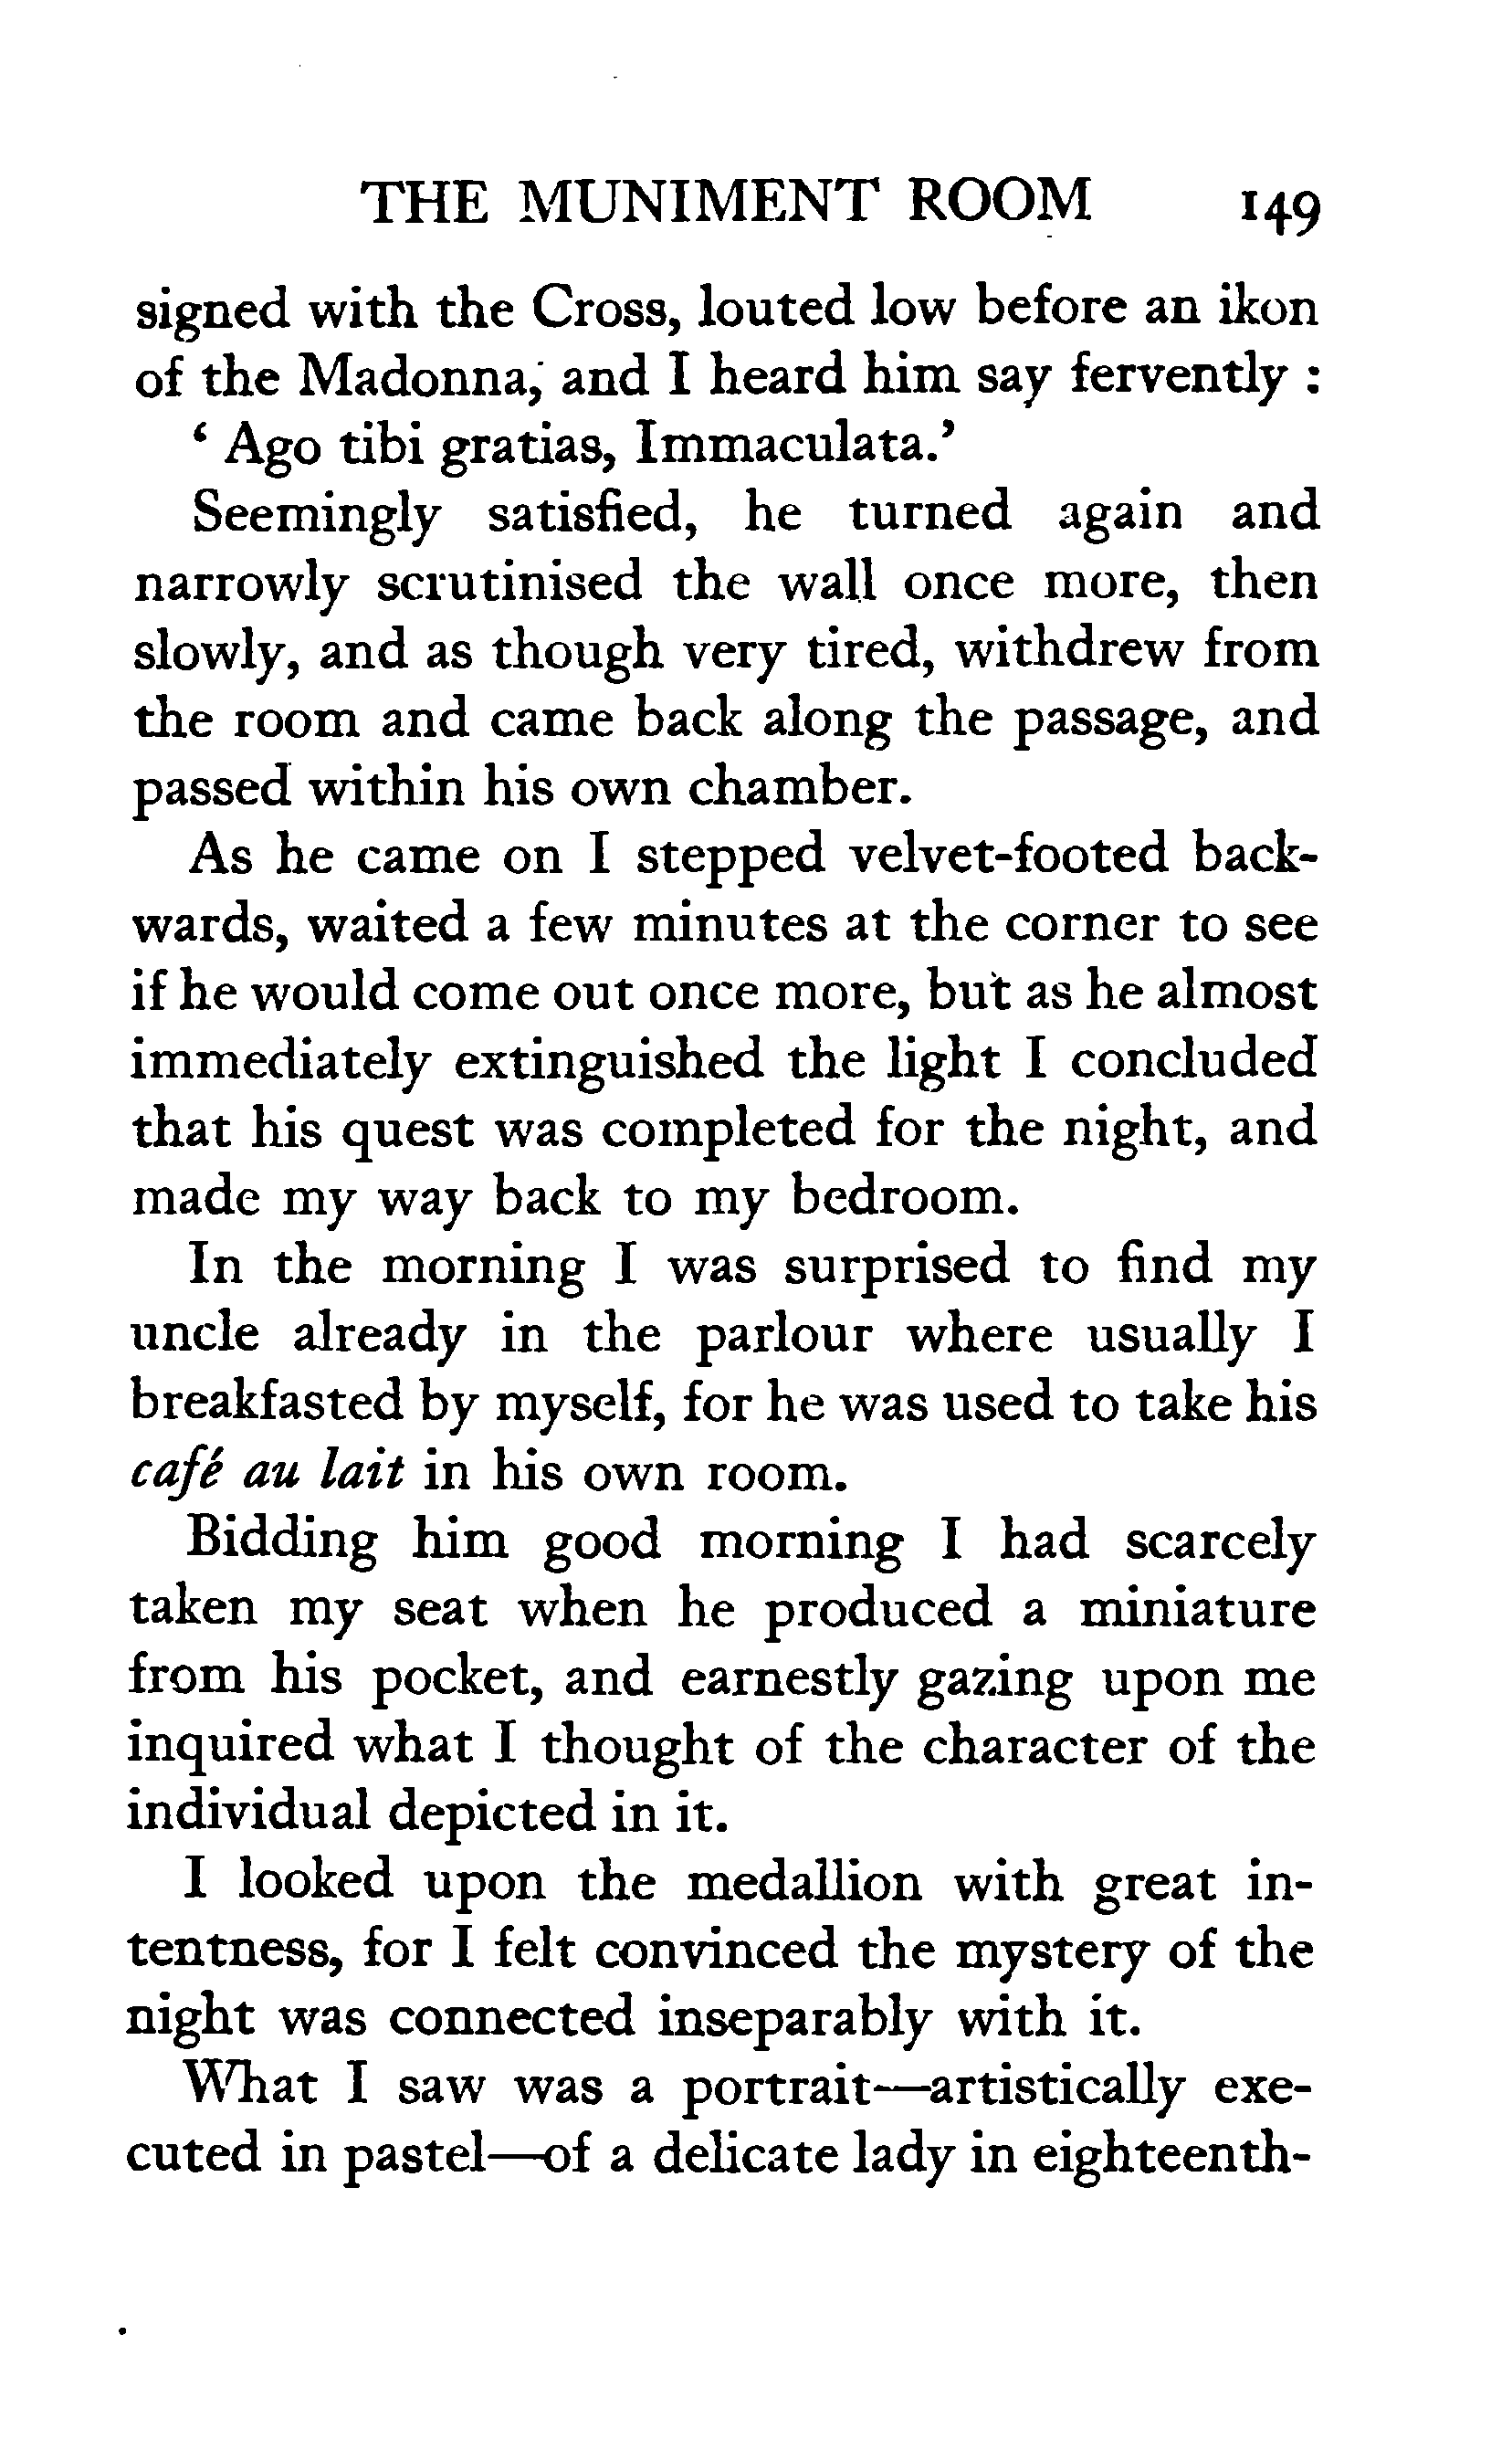 THE MUNIMENT ROOM 149
signed with the Cross, louted low before an ikon
of the Madonna, and I heard him say fervently :
‘ Ago tibi gratias, Immaculata.’
Seemingly satisfied, he turned again and
narrowly scrutinised the wall once more, then
slowly, and as though very tired, withdrew from
the room and came back along the passage, and
passed within his own chamber.
As he came on I stepped velvet-footed back-
wards, waited a few minutes at the corner to see
if he would come out once more, but as he almost
immediately extinguished the light I concluded
that his quest was completed for the night, and
made my way back to my bedroom.
In the morning I was surprised to find my
uncle already in the parlour where usually I
breakfasted by myself, for he was used to take his
café au lait in his own room.
Bidding him good morning I had scarcely
taken my seat when he produced a miniature
from his pocket, and earnestly gazing upon me
inquired what I thought of the character of the
individual depicted in it.
I looked upon the medallion with great in-
tentness, for I felt convinced the mystery of the
night was connected inseparably with it.
What I saw was a portrait—artistically exe-
cuted in pastel—of a delicate lady in eighteenth-